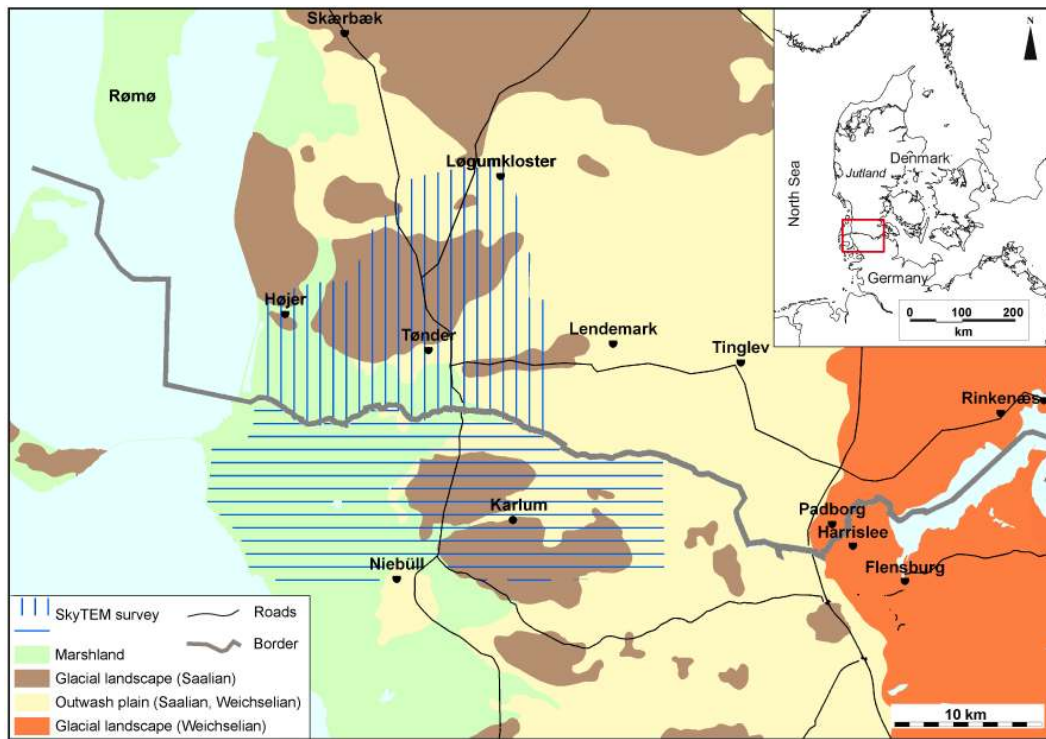 Skærbæk
Rømø
Løgumkloster
Højer
Tønder
Lendemark
Tinglev
Rinkenæs
Karlum
Padborg
Harrislee
Niebüll
Flensburg
N
North Sea
Denmark
Jutland
Germany
0 100 200
km
SkyTEM survey
Roads
Border
Marshland
Glacial landscape (Saalian)
Outwash plain (Saalian, Weichselian)
Glacial landscape (Weichselian)
10 km